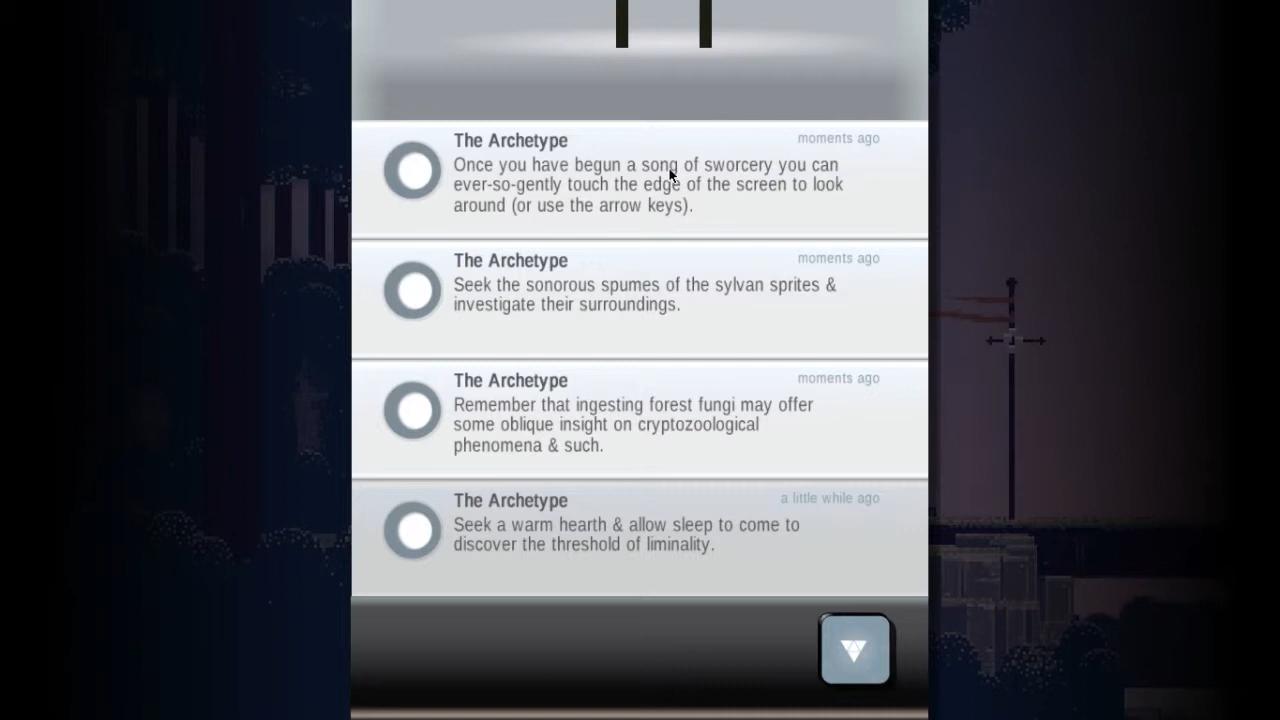 The Archetype
moments ago
Once you have begun a song of sworcery you can
ever-so-gently touch the edge of the screen to look
around (or use the arrow keys).
The Archetype
moments ago
Seek the sonorous spumes of the sylvan sprites &
investigate their surroundings.
The Archetype
moments ago
Remember that ingesting forest fungi may offer
some oblique insight on cryptozoological
phenomena & such.
The Archetype
a little while ago
Seek a warm hearth & allow sleep to come to
discover the threshold of liminality.